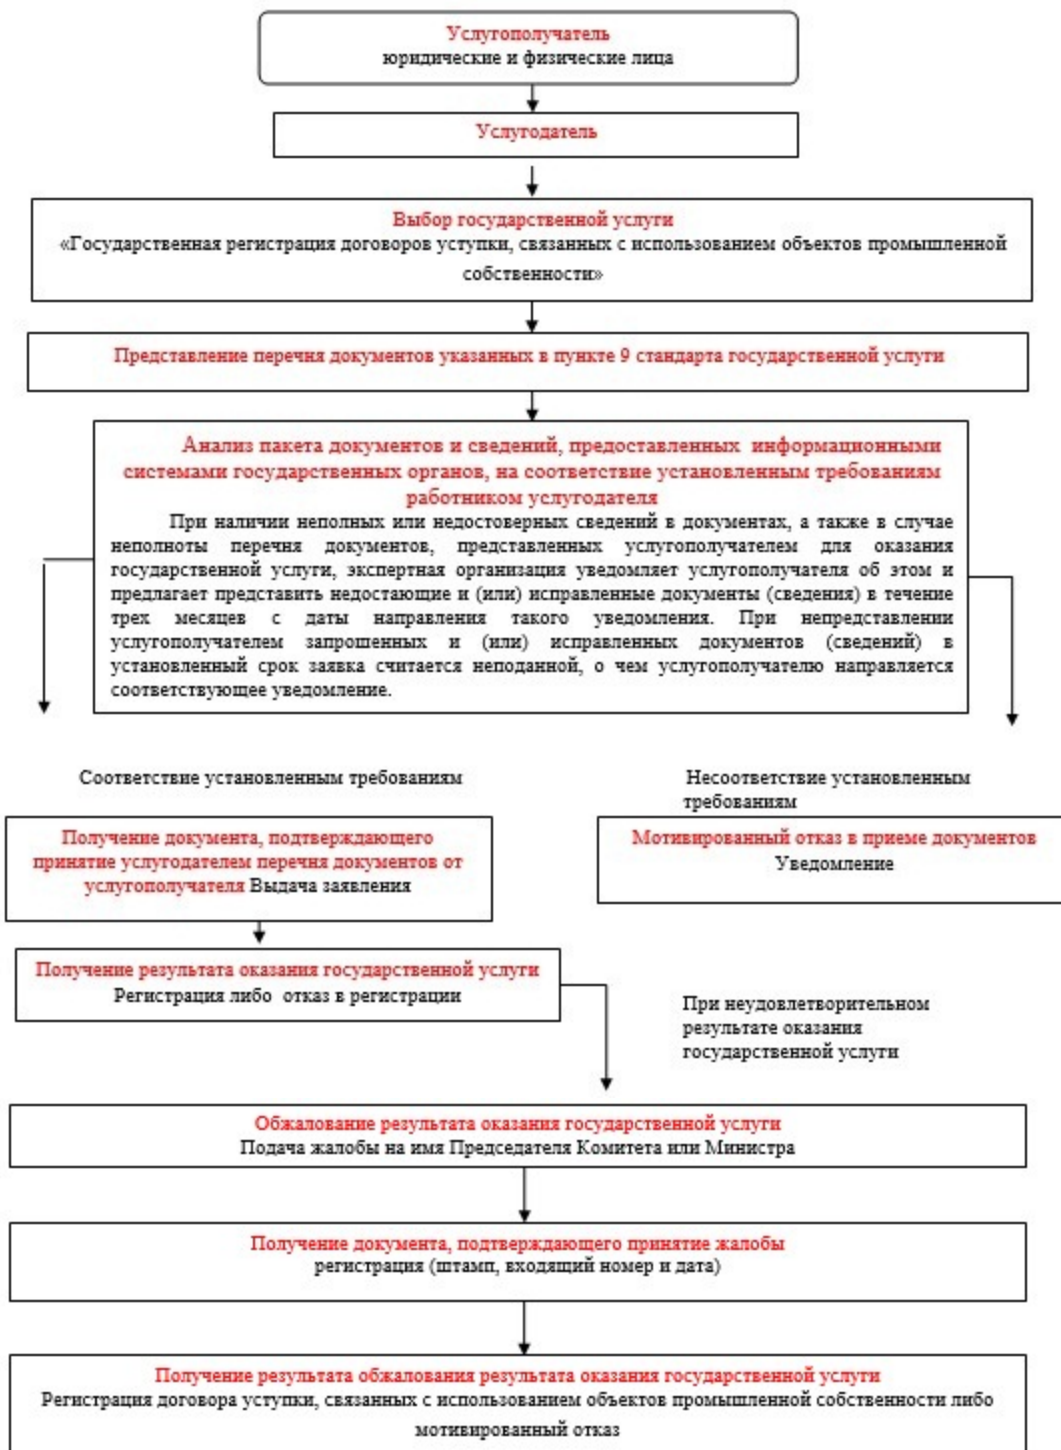 Услугополучатель
юридические и физические лица
Услугодатель
Выбор государственной услуги
«Государственная регистрация договоров уступки, связанных с использованием объектов промышленной
собственности»
Представление перечня документов указанных в пункте 9 стандарта государственной услуги
Анализ пакета документов и сведений, предоставленных информационными
системами государственных органов, на соответствие установленным требованиям
работником услугодателя
При наличии неполных или недостоверных сведений в документах, а также в случае
неполноты перечня документов, представленных услугополучателем для оказания
государственной услуги, экспертная организация уведомляет услугополучателя об этом и
предлагает представить недостающие и (или) исправленные документы (сведения) в течение
трех месяцев с даты направления такого уведомления. При непредставлении
услугополучателем запрошенных и (или) исправленных документов (сведений) в
установленный срок заявка считается неподанной, о чем услугополучателю направляется
соответствующее уведомление.
Соответствие установленным требованиям
Несоответствие установленным
требованиям
Получение документа, подтверждающего
принятие услугодателем перечня документов от
услугополучателя Выдача заявления
Мотивированный отказ в приеме документов
Уведомление
Получение результата оказания государственной услуги
Регистрация либо отказ в регистрации
При неудовлетворительном
результате оказания
государственной услуги
Обжалование результата оказания государственной услуги
Подача жалобы на имя Председателя Комитета или Министра
Получение документа, подтверждающего принятие жалобы
регистрация (штамп, входящий номер и дата)
Получение результата обжалования результата оказания государственной услуги
Регистрация договора уступки, связанных с использованием объектов промышленной собственности либо
мотивированный отказ